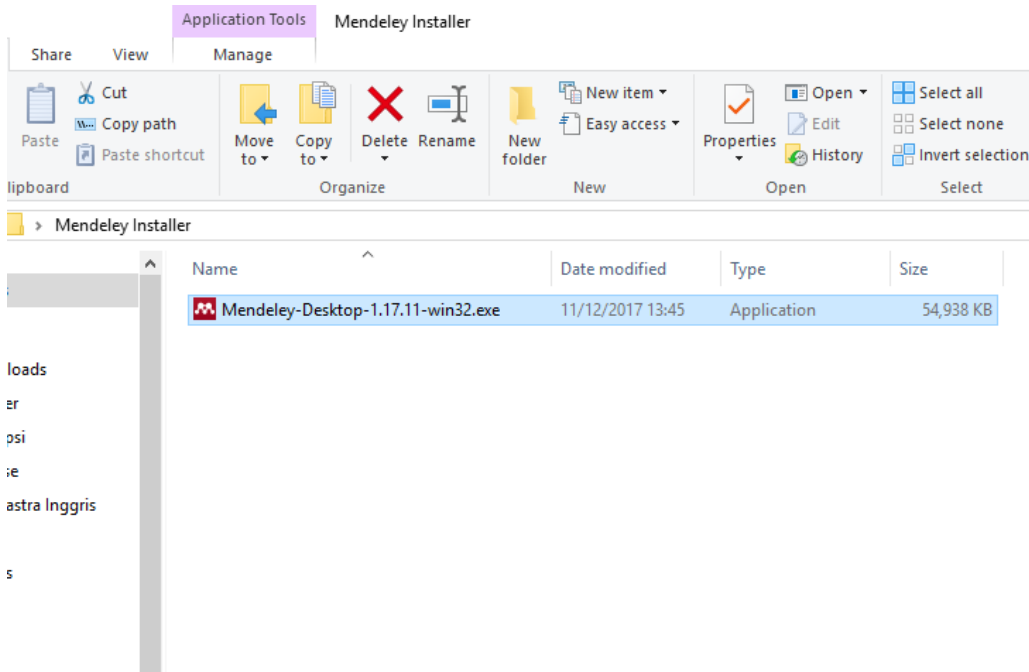 Application Tools Mendeley Installer
Share View Manage
Cut
Copy path
Paste shortcut
Paste
Move to
Copy to
Delete
Rename
New folder
New item
Easy access
Properties
Open
Edit
History
Select all
Select none
Invert selection
lipboard Organize New Open Select
Mendeley Installer
Name Date modified Type Size
Mendeley-Desktop-1.17.11-win32.exe 11/12/2017 13:45 Application 54,938 KB
loads
er
psi
se
astra Inggris
s